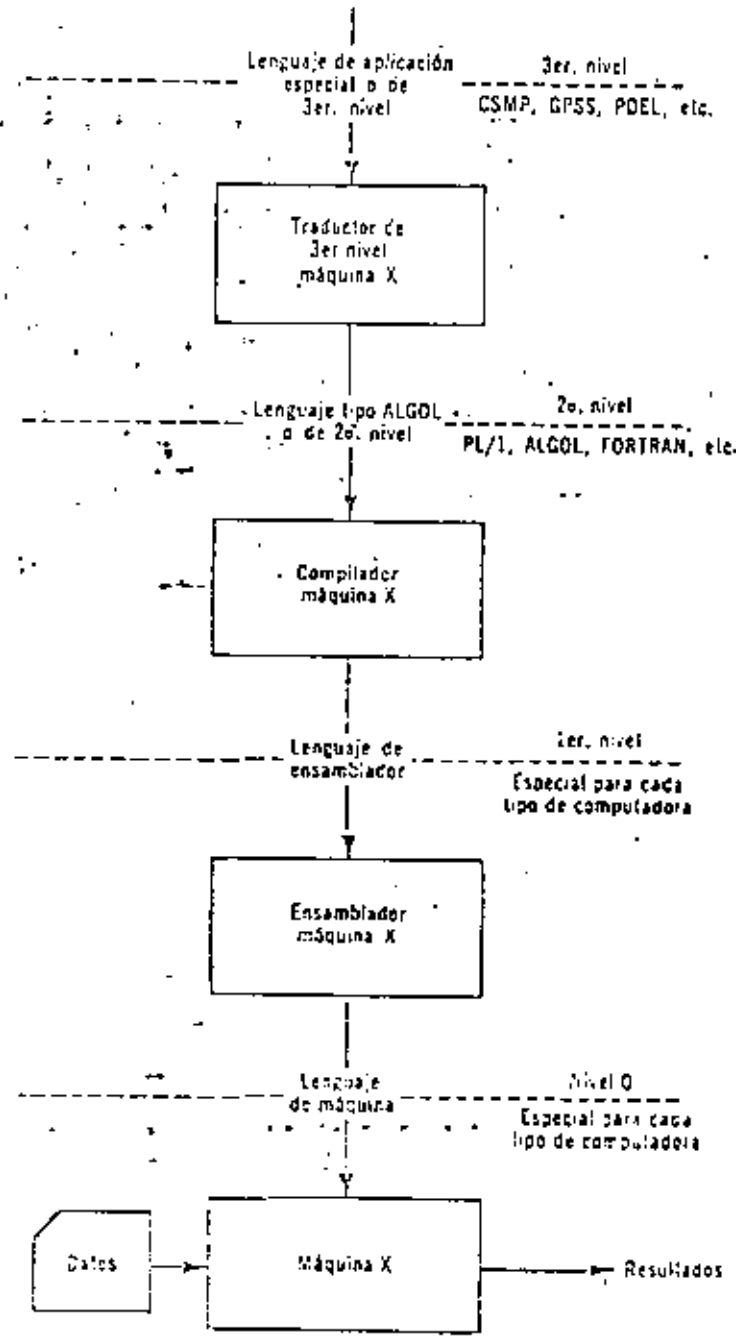 Lenguaje de aplicación
especial o de
3er. nivel
3er. nivel
CSMP, GPSS, PDEL, etc.
Traductor de
3er nivel
máquina X
Lenguaje tipo ALGOL
o de 2o. nivel
2o. nivel
PL/1, ALGOL, FORTRAN, etc.
Compilador
máquina X
Lenguaje de
ensamblador
1er. nivel
Especial para cada
tipo de computadora
Ensamblador
máquina X
Lenguaje
de máquina
Nivel 0
Especial para cada
tipo de computadora
Datos
Máquina X
Resultados